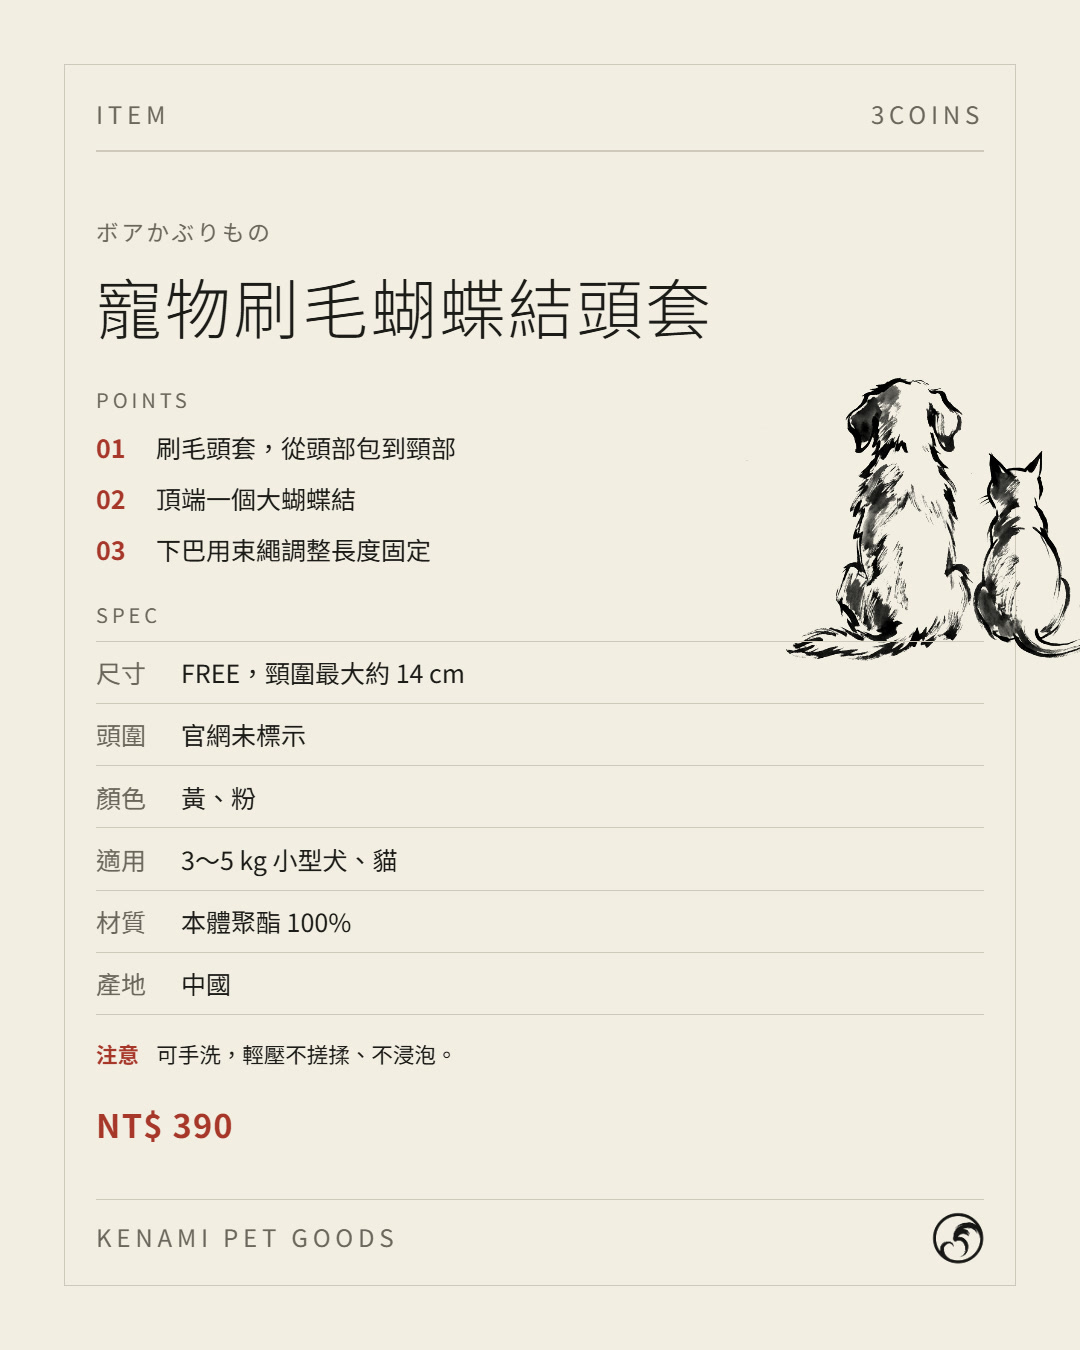 ITEM
3COINS
ボアかぶりもの
寵物刷毛蝴蝶結頭套
POINTS
01 刷毛頭套，從頭部包到頸部
02 頂端一個大蝴蝶結
03 下巴用束繩調整長度固定
SPEC
尺寸 FREE，頸圍最大約 14 cm
頭圍 官網未標示
顏色 黃、粉
適用 3～5 kg 小型犬、貓
材質 本體聚酯 100%
產地 中國
注意 可手洗，輕壓不搓揉、不浸泡。
NT$ 390
KENAMI PET GOODS